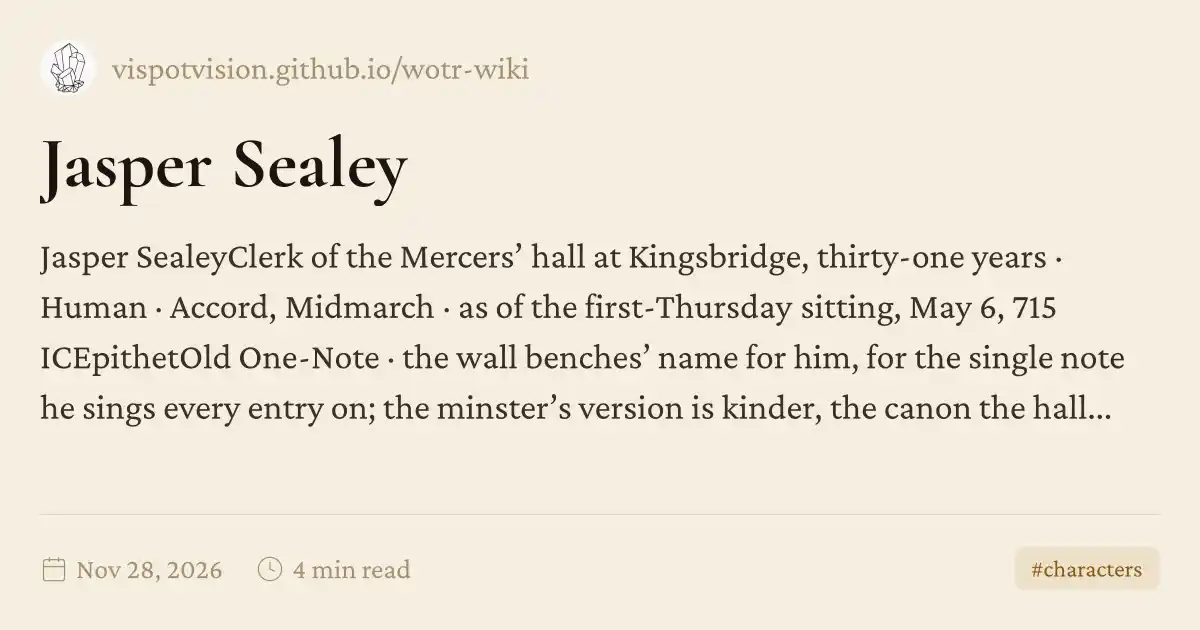 vispotvision.github.io/wotr-wiki
Jasper Sealey
Jasper SealeyClerk of the Mercers’ hall at Kingsbridge, thirty-one years ·
Human · Accord, Midmarch · as of the first-Thursday sitting, May 6, 715
ICEpithetOld One-Note · the wall benches’ name for him, for the single note
he sings every entry on; the minster’s version is kinder, the canon the hall...
Nov 28, 2026
4 min read
#characters